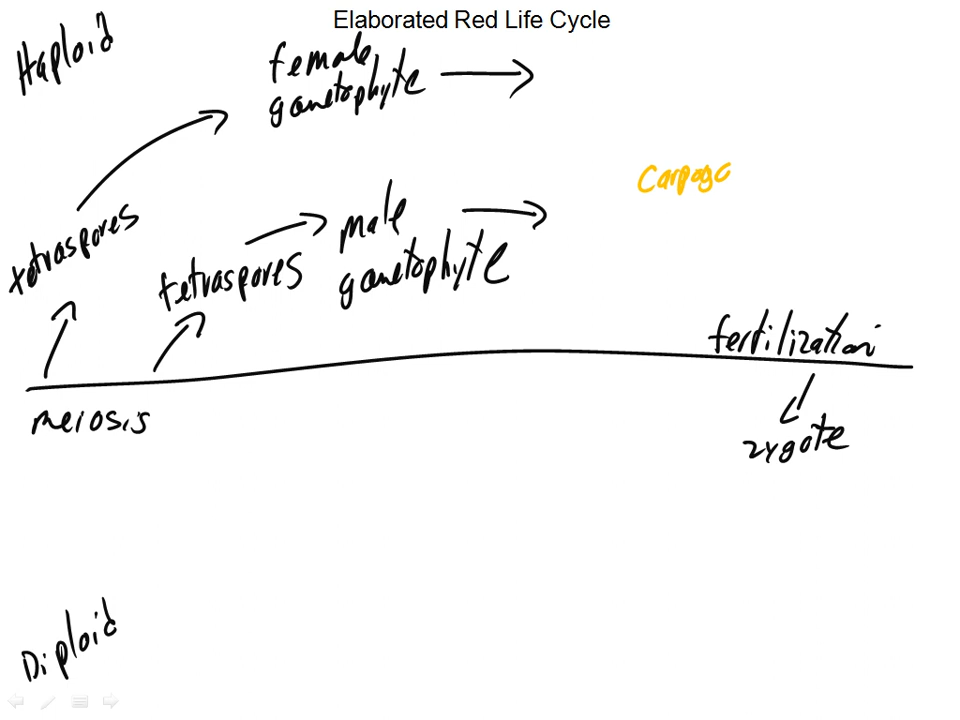 Elaborated Red Life Cycle
Haploid
female
gametophyte
Carpogo
male
gametophyte
tetraspores
tetraspores
fertilization
meiosis
zygote
Diploid